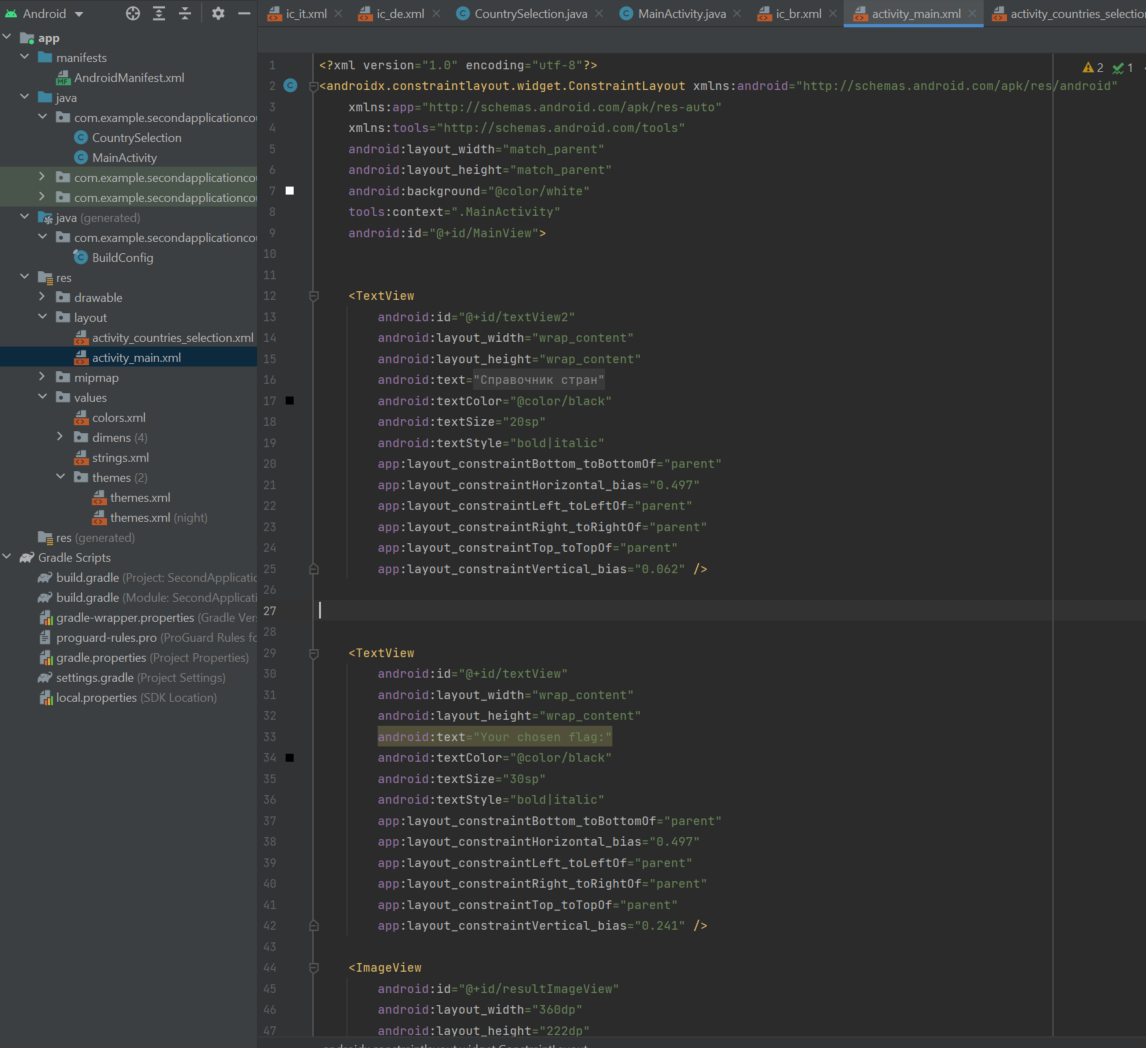 Android
ic_it.xml
ic_de.xml
CountrySelection.java
MainActivity.java
ic_br.xml
activity_main.xml
activity_countries_selection
app
manifests
AndroidManifest.xml
java
com.example.secondapplicationco
CountrySelection
MainActivity
com.example.secondapplicationco
com.example.secondapplicationco
java (generated)
com.example.secondapplicationco
BuildConfig
res
drawable
layout
activity_countries_selection.xml
activity_main.xml
mipmap
values
colors.xml
dimens (4)
strings.xml
themes (2)
themes.xml
themes.xml (night)
res (generated)
Gradle Scripts
build.gradle (Project: SecondApplicatic
build.gradle (Module: SecondApplicati
gradle-wrapper.properties (Gradle Ver
proguard-rules.pro (ProGuard Rules fo
gradle.properties (Project Properties)
settings.gradle (Project Settings)
local.properties (SDK Location)
2 1
1 <?xml version="1.0" encoding="utf-8"?>
2 <androidx.constraintlayout.widget.ConstraintLayout xmlns:android="http://schemas.android.com/apk/res/android"
3 xmlns:app="http://schemas.android.com/apk/res-auto"
4 xmlns:tools="http://schemas.android.com/tools"
5 android:layout_width="match_parent"
6 android:layout_height="match_parent"
7 android:background="@color/white"
8 tools:context=".MainActivity"
9 android:id="@+id/MainView">
10
11
12 <TextView
13 android:id="@+id/textView2"
14 android:layout_width="wrap_content"
15 android:layout_height="wrap_content"
16 android:text="Справочник стран"
17 android:textColor="@color/black"
18 android:textSize="20sp"
19 android:textStyle="bold|italic"
20 app:layout_constraintBottom_toBottomOf="parent"
21 app:layout_constraintHorizontal_bias="0.497"
22 app:layout_constraintLeft_toLeftOf="parent"
23 app:layout_constraintRight_toRightOf="parent"
24 app:layout_constraintTop_toTopOf="parent"
25 app:layout_constraintVertical_bias="0.062" />
26
27
28
29 <TextView
30 android:id="@+id/textView"
31 android:layout_width="wrap_content"
32 android:layout_height="wrap_content"
33 android:text="Your chosen flag:"
34 android:textColor="@color/black"
35 android:textSize="30sp"
36 android:textStyle="bold|italic"
37 app:layout_constraintBottom_toBottomOf="parent"
38 app:layout_constraintHorizontal_bias="0.497"
39 app:layout_constraintLeft_toLeftOf="parent"
40 app:layout_constraintRight_toRightOf="parent"
41 app:layout_constraintTop_toTopOf="parent"
42 app:layout_constraintVertical_bias="0.241" />
43
44 <ImageView
45 android:id="@+id/resultImageView"
46 android:layout_width="360dp"
47 android:layout_height="222dp"